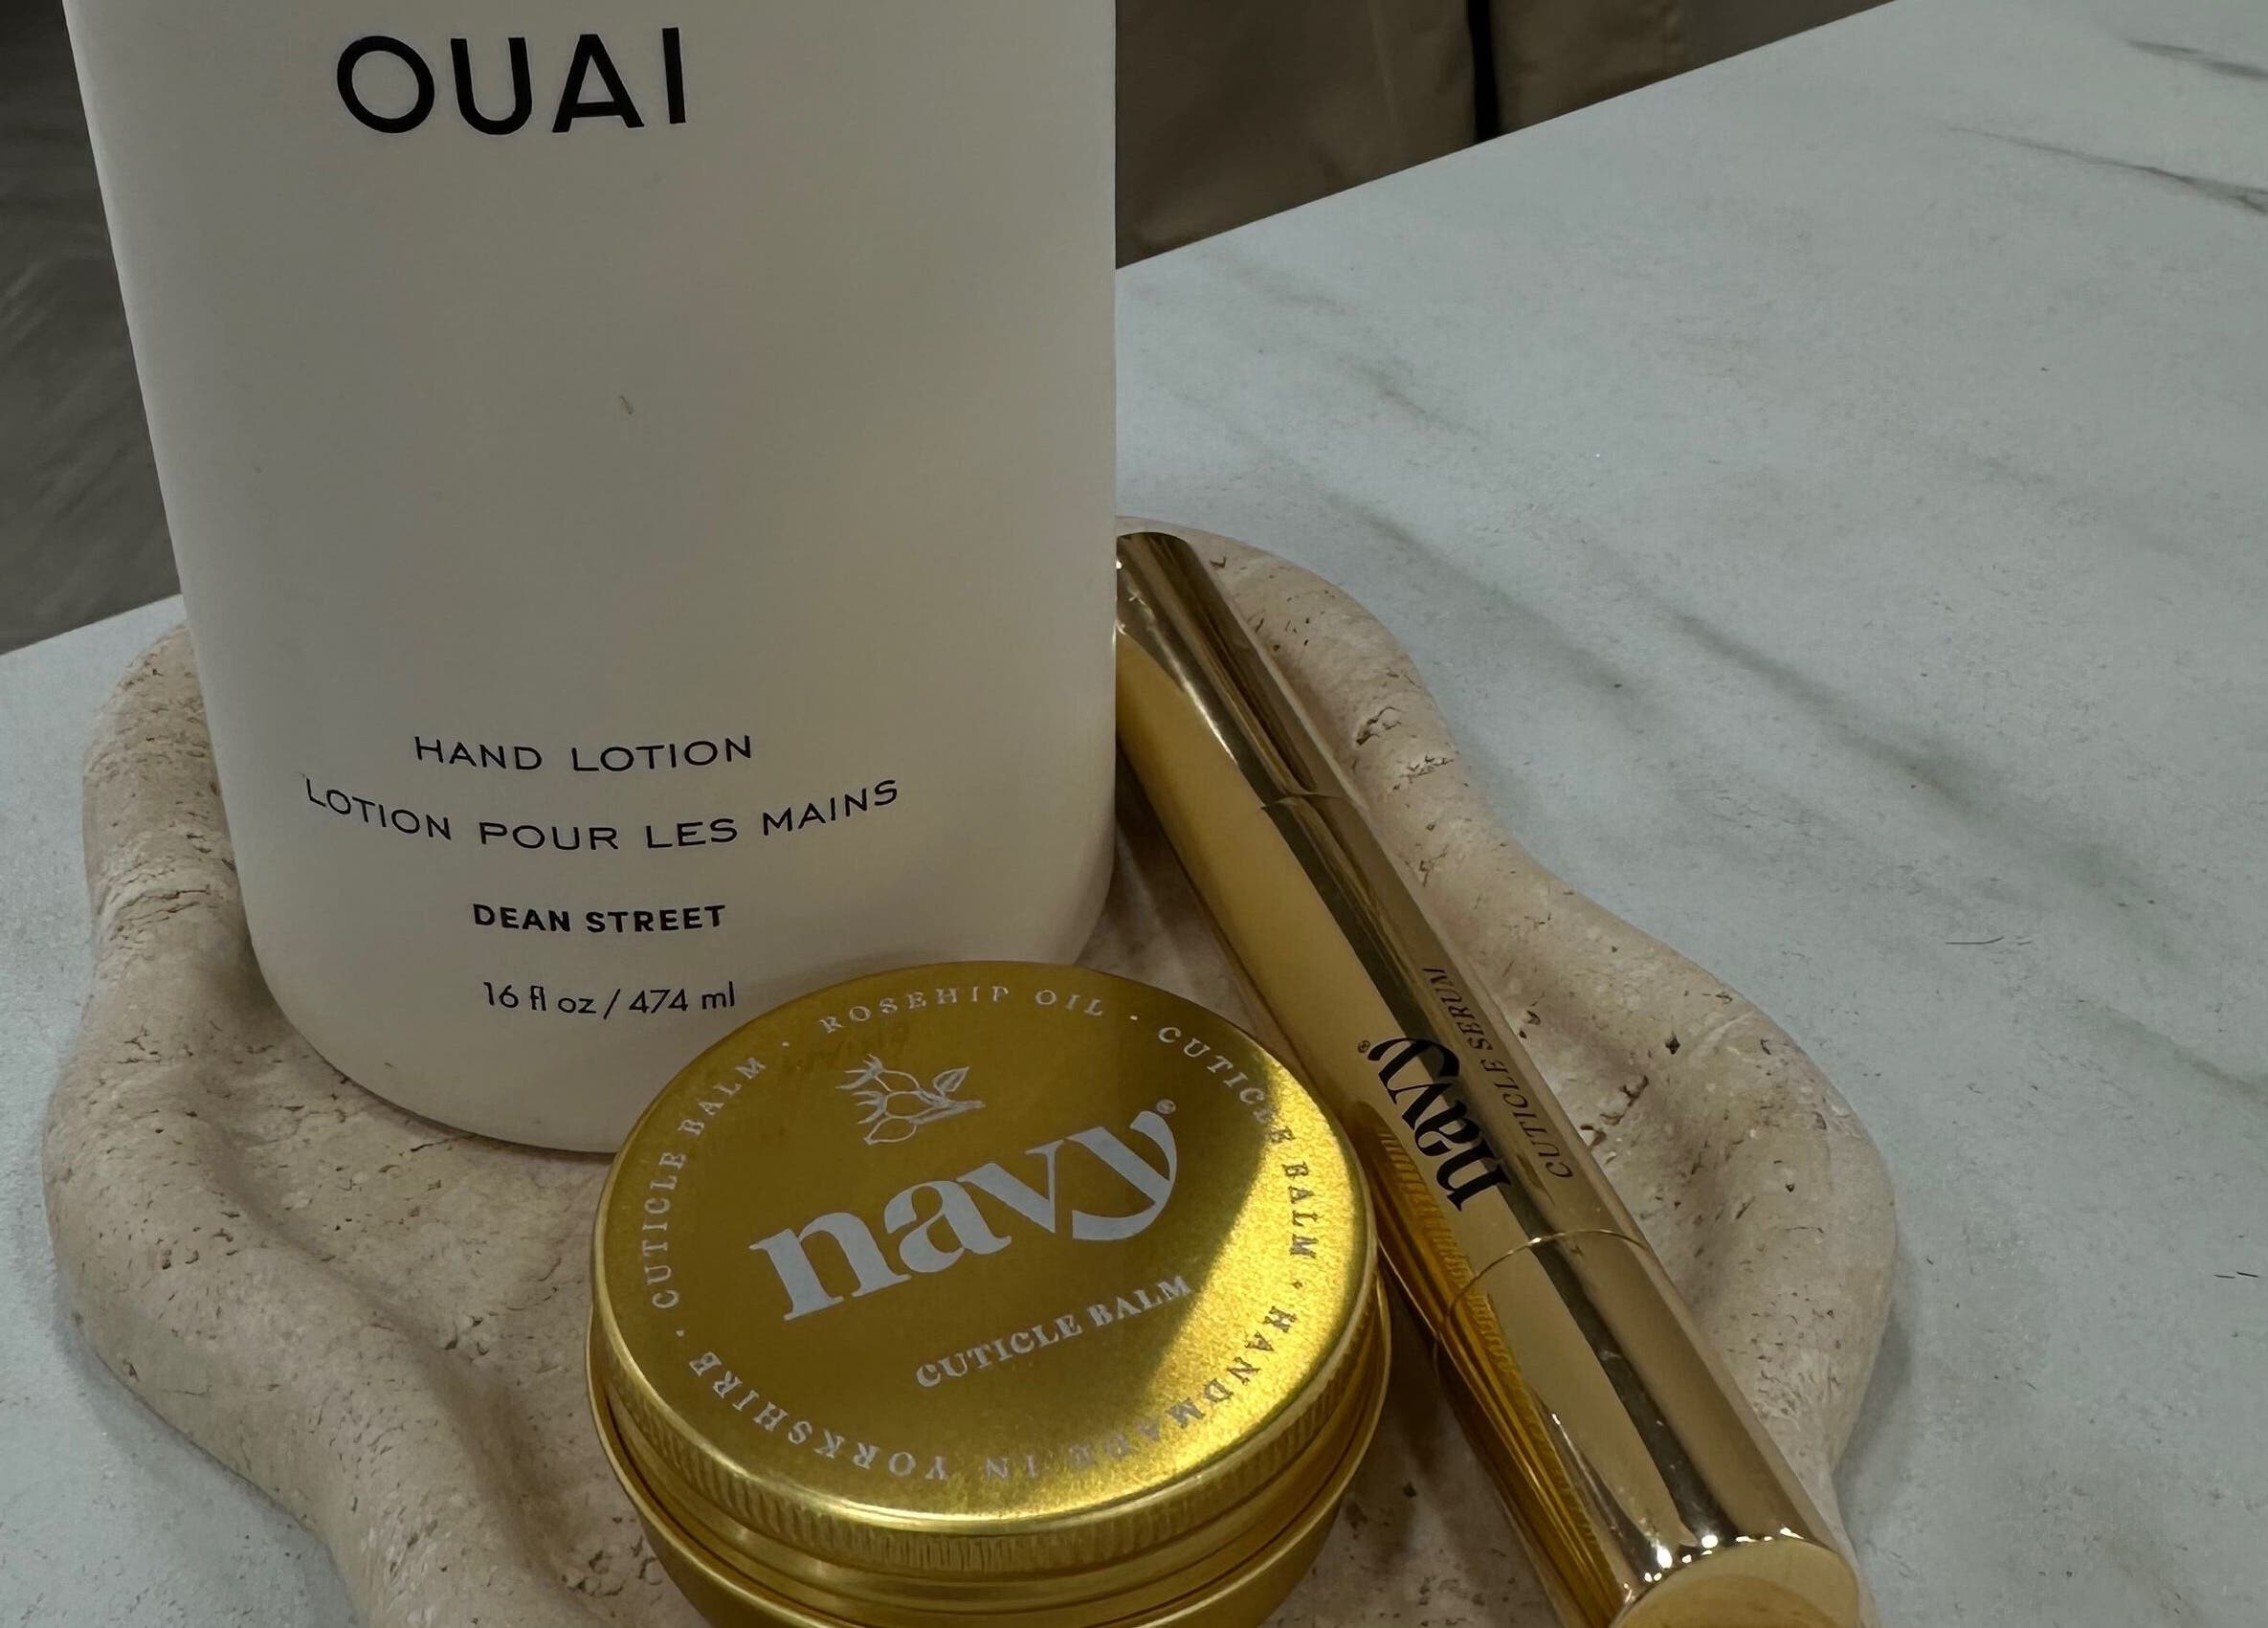 OUAI
HAND LOTION
LOTION POUR LES MAINS
DEAN STREET
16 fl oz / 474 ml
CUTICLE BALM · ROSEHIP OIL · CUTICLE BALM · HANDMADE IN YORKSHIRE ·
navy®
CUTICLE BALM
navy®
CUTICLE SERUM